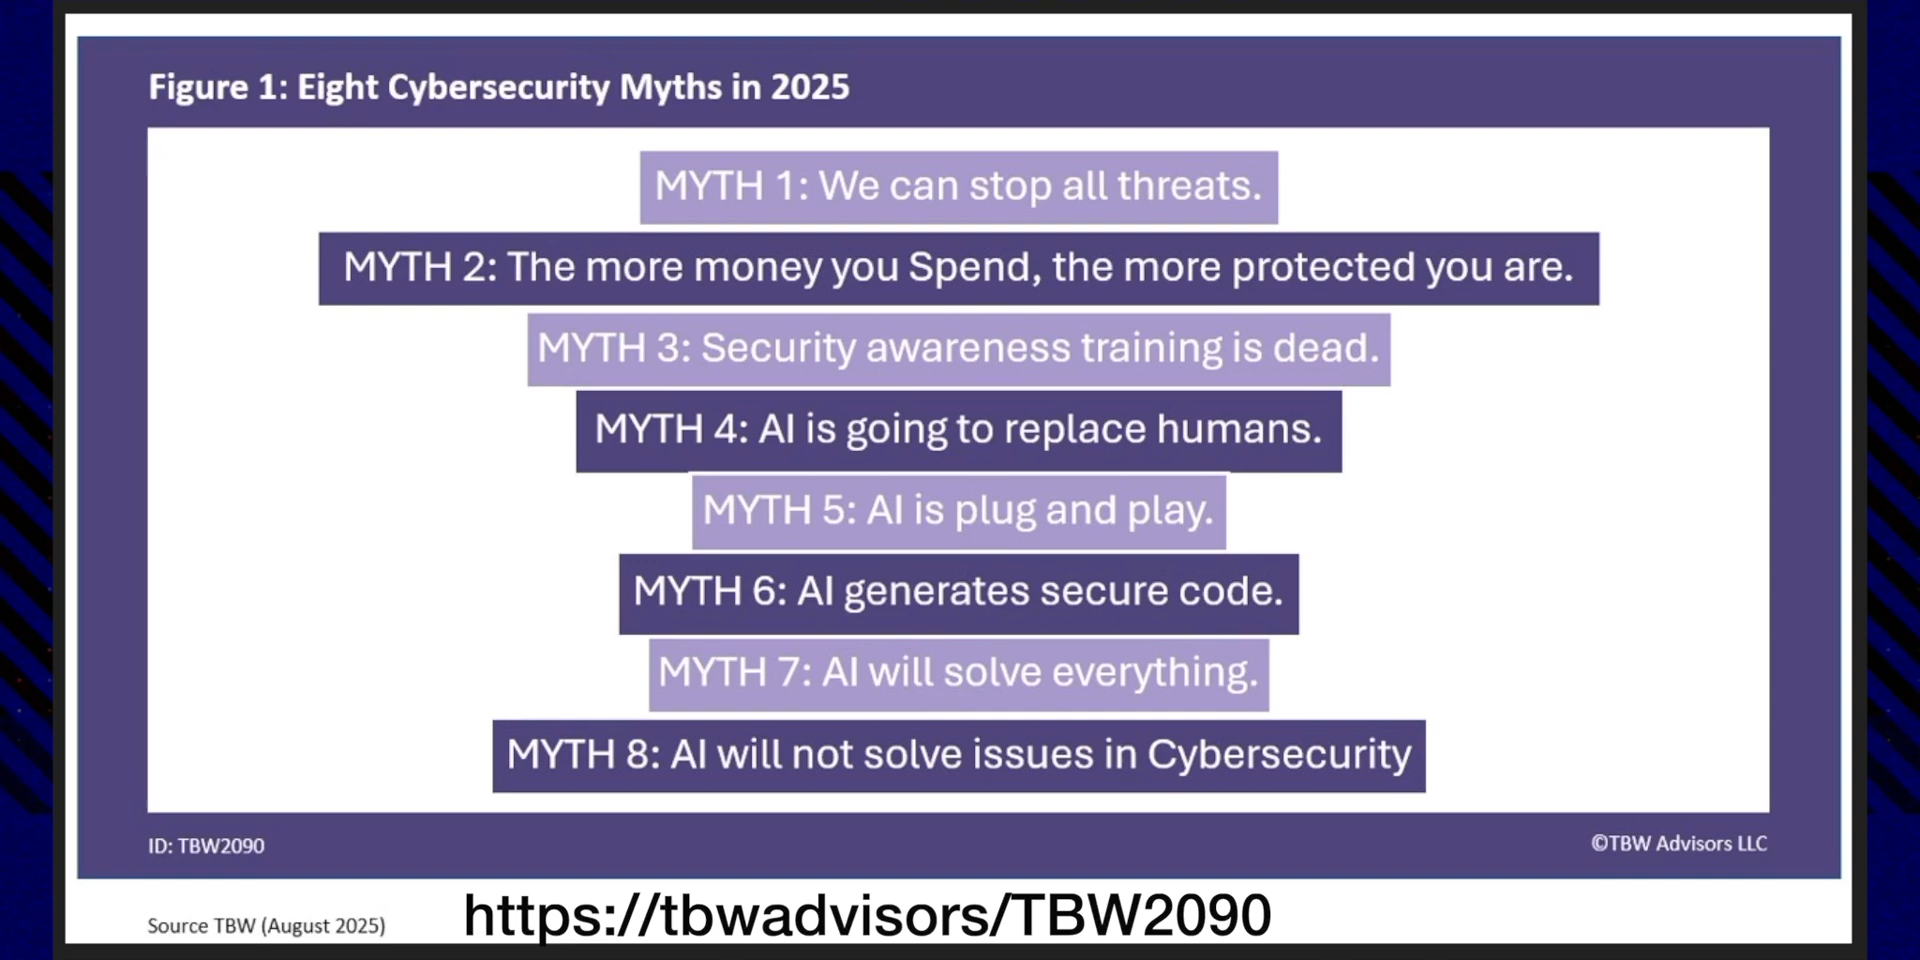 Figure 1: Eight Cybersecurity Myths in 2025
MYTH 1: We can stop all threats.
MYTH 2: The more money you Spend, the more protected you are.
MYTH 3: Security awareness training is dead.
MYTH 4: AI is going to replace humans.
MYTH 5: AI is plug and play.
MYTH 6: AI generates secure code.
MYTH 7: AI will solve everything.
MYTH 8: AI will not solve issues in Cybersecurity
ID: TBW2090
©TBW Advisors LLC
Source TBW (August 2025)
https://tbwadvisors/TBW2090